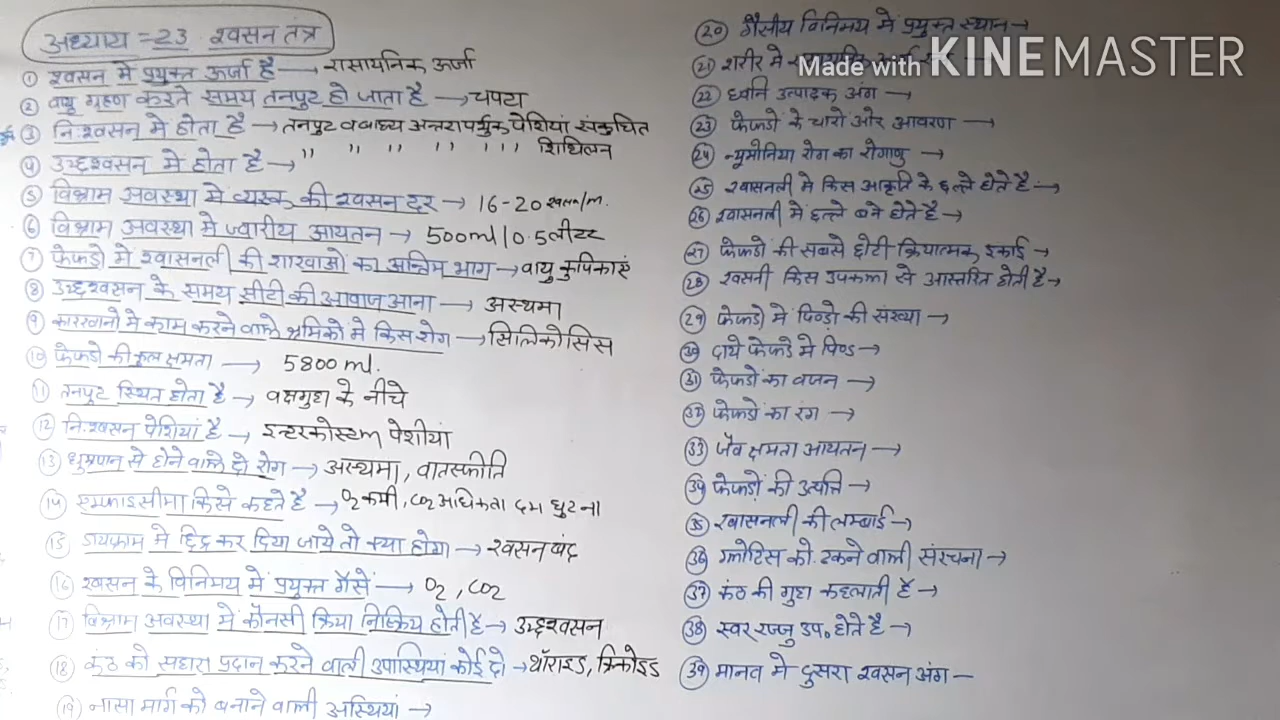 अध्याय =23 श्वसन तंत्र
① श्वसन मे प्रयुक्त ऊर्जा है → रासायनिक ऊर्जा
② वायु ग्रहण करते समय तनपुट हो जाता है → चपटा
③ नि:श्वसन मे होता है → तनपुट व बाह्य अन्तरापर्शुक पेशियां संकुचित
④ उच्छश्वसन मे होता है → " " " " " " शिथिलन
⑤ विश्राम अवस्था मे व्यस्क की श्वसन दर → 16-20 श्वसन/m.
⑥ विश्राम अवस्था मे ज्वारीय आयतन → 500ml/0.5लीटर
⑦ फेफडो मे श्वासनली की शाखाओं का अन्तिम भाग → वायु कुपिकाएं
⑧ उच्छश्वसन के समय सीटी की आवाज आना → अस्थमा
⑨ कारखानो मे काम करने वाले श्रमिको मे किस रोग → सिलिकोसिस
⑩ फेफडो की कुल क्षमता → 5800 ml.
⑪ तनपुट स्थित होता है → वक्षगुहा के नीचे
⑫ नि:श्वसन पेशियां है → इन्टरकोस्टल पेशीयां
⑬ धुम्रपान से होने वाले दो रोग → अस्थमा, वातस्फीति
⑭ एम्फाइसीमा किसे कहते है → O2 कमी, CO2 अधिकता दम घुटना
⑮ डायफ्राम मे छिद्र कर दिया जाये तो क्या होगा → श्वसन बंद
⑯ श्वसन के विनिमय में प्रयुक्त गैसें → O2, CO2
⑰ विश्राम अवस्था में कौनसी क्रिया निष्क्रिय होती है → उच्छश्वसन
⑱ कंठ को सहारा प्रदान करने वाली उपास्थियां कोई दो → थॉराइड, क्रिकोइड
⑲ नासा मार्ग को बनाने वाली अस्थियां →
⑳ गैसीय विनिमय मे प्रयुक्त स्थान →
㉑ शरीर मे
Made with KINEMASTER
㉒ ध्वनि उत्पादक अंग →
㉓ फेफडो के चारो ओर आवरण →
㉔ न्यूमोनिया रोग का रोगाणु →
㉕ श्वासनली मे किस आकृति के छल्ले होते है →
㉖ श्वासनली मे छल्ले बने होते है →
㉗ फेफडो की सबसे छोटी क्रियात्मक इकाई →
㉘ श्वसनी किस उपकला से आस्तरित होती है →
㉙ फेफडो मे पिण्डो की संख्या →
㉚ दाये फेफडे मे पिण्ड →
㉛ फेफडो का वजन →
㉜ फेफडो का रंग →
㉝ जैव क्षमता आयतन →
㉞ फेफडों की उत्पत्ति →
㉟ श्वासनली की लम्बाई →
㊱ ग्लोटिस को ढकने वाली संरचना →
㊲ कंठ की गुहा कहलाती है →
㊳ स्वर रज्जु उप० होते है →
㊴ मानव मे दुसरा श्वसन अंग —